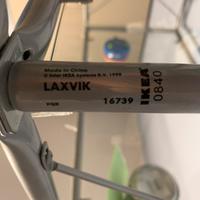 Made in China
© Inter IKEA Systems B.V. 1999
LAXVIK
16739
IKEA
0840